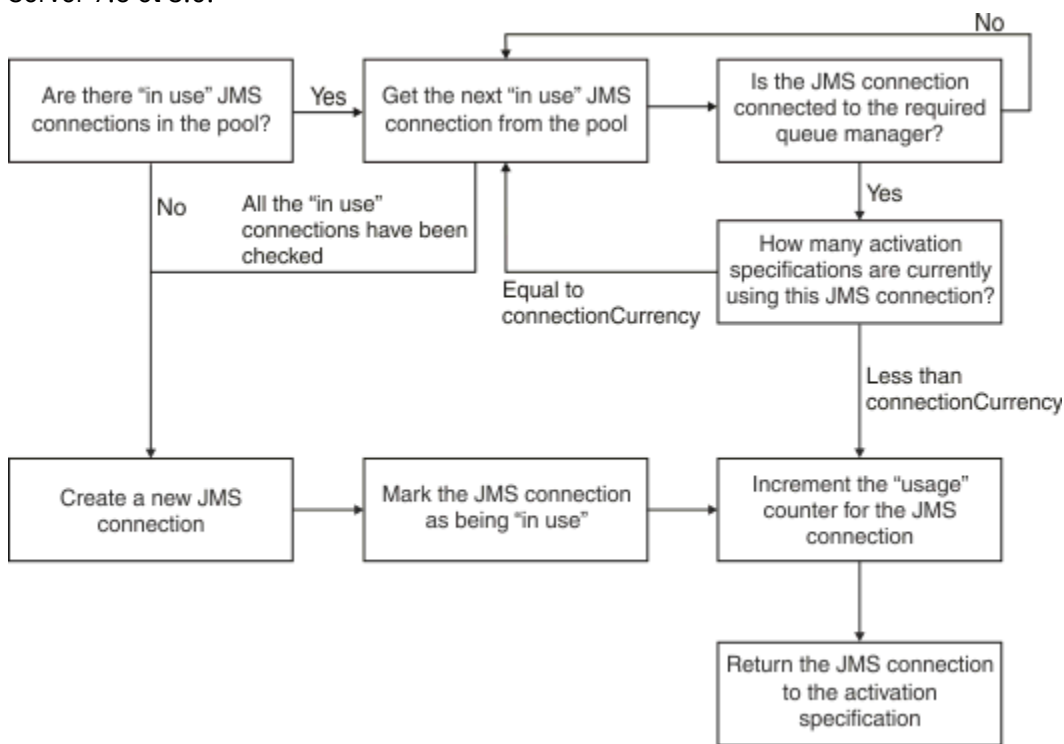 No
Are there “in use” JMS
connections in the pool?
Yes
Get the next “in use” JMS
connection from the pool
Is the JMS connection
connected to the required
queue manager?
No
All the “in use”
connections have been
checked
Yes
How many activation
specifications are currently
using this JMS connection?
Equal to
connectionCurrency
Less than
connectionCurrency
Create a new JMS
connection
Mark the JMS connection
as being “in use”
Increment the “usage”
counter for the JMS
connection
Return the JMS connection
to the activation
specification